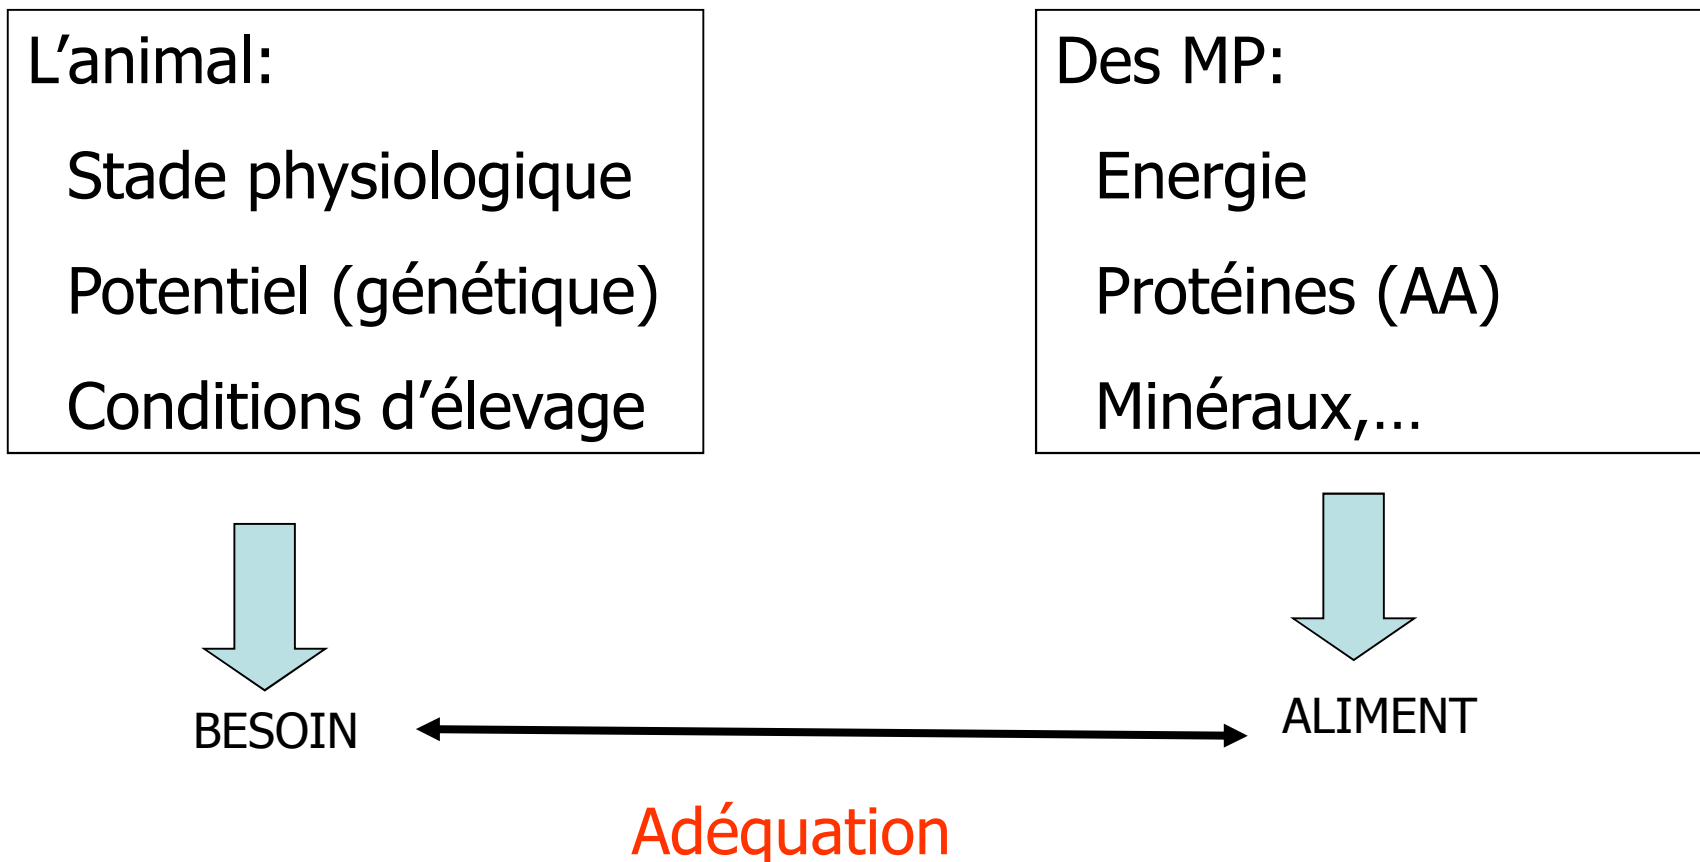 L’animal:
Stade physiologique
Potentiel (génétique)
Conditions d’élevage
Des MP:
Energie
Protéines (AA)
Minéraux,...
BESOIN
ALIMENT
Adéquation